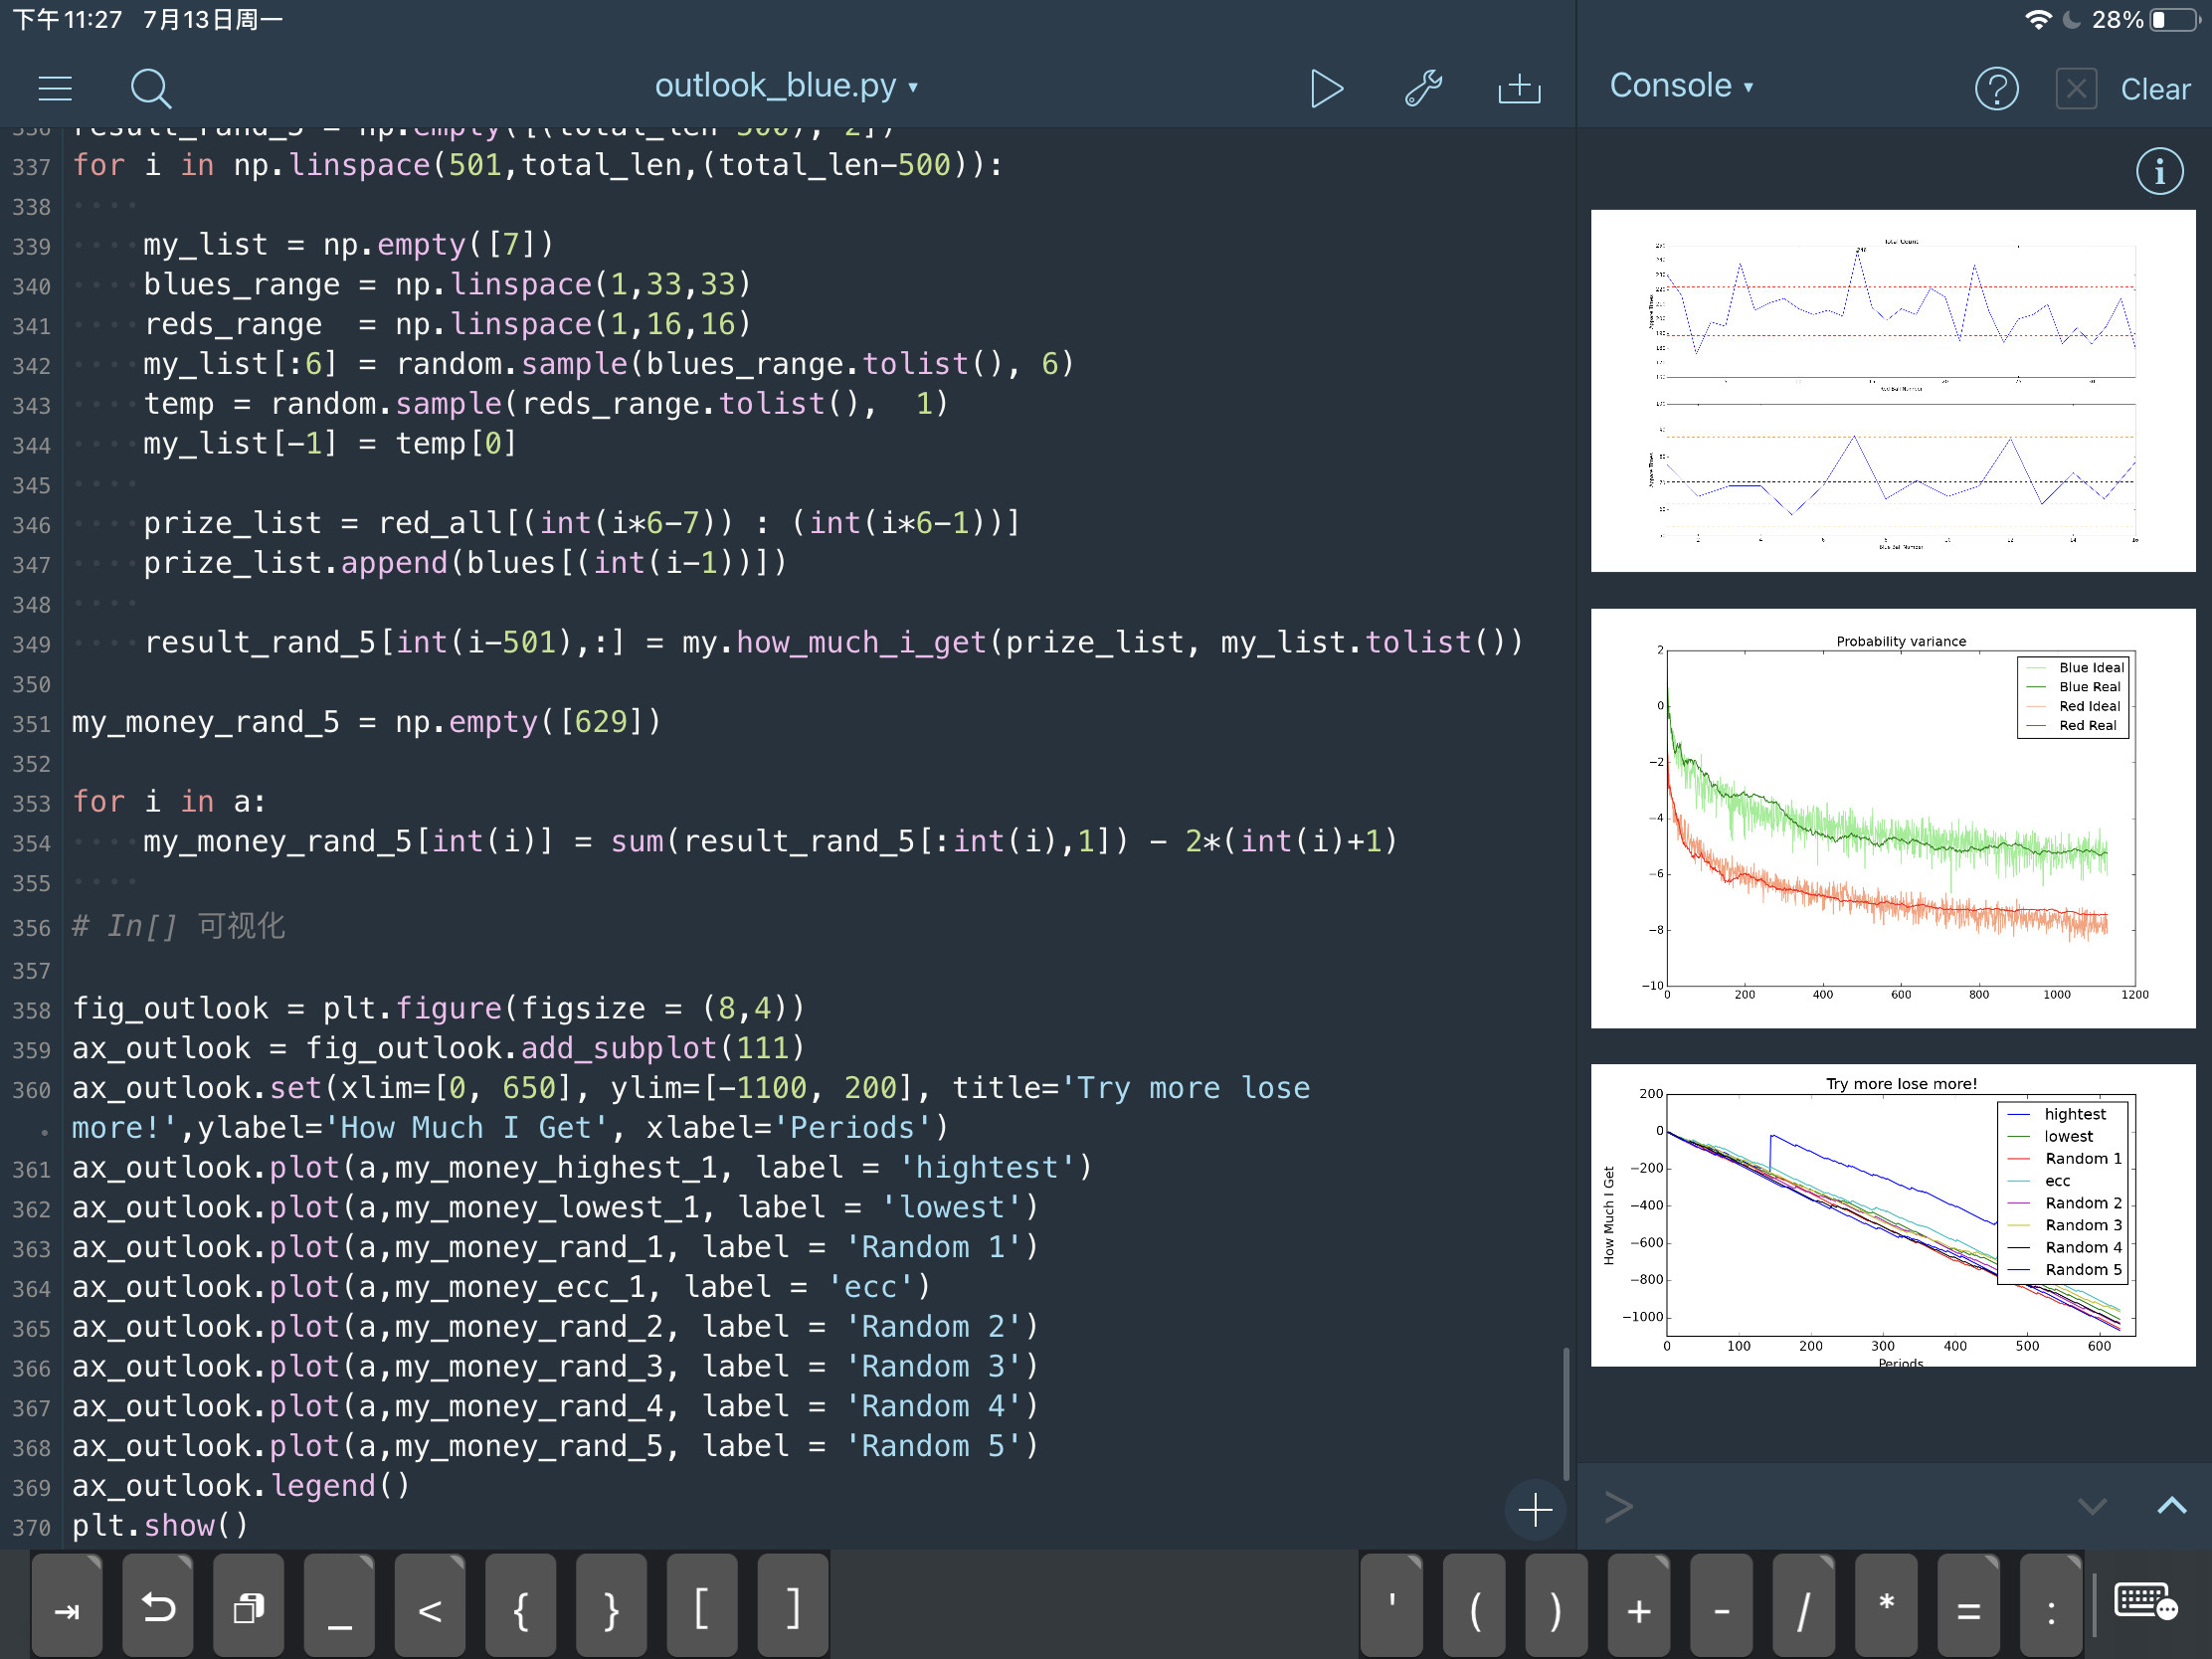 下午11:27 7月13日周一
28%
outlook_blue.py ▾
Console ▾
Clear
336 result_rand_5 = np.empty([(total_len-500), 2])
337 for i in np.linspace(501,total_len,(total_len-500)):
338
339 my_list = np.empty([7])
340 blues_range = np.linspace(1,33,33)
341 reds_range  = np.linspace(1,16,16)
342 my_list[:6] = random.sample(blues_range.tolist(), 6)
343 temp = random.sample(reds_range.tolist(),  1)
344 my_list[-1] = temp[0]
345
346 prize_list = red_all[(int(i*6-7)) : (int(i*6-1))]
347 prize_list.append(blues[(int(i-1))])
348
349 result_rand_5[int(i-501),:] = my.how_much_i_get(prize_list, my_list.tolist())
350
351 my_money_rand_5 = np.empty([629])
352
353 for i in a:
354 my_money_rand_5[int(i)] = sum(result_rand_5[:int(i),1]) - 2*(int(i)+1)
355
356 # In[] 可视化
357
358 fig_outlook = plt.figure(figsize = (8,4))
359 ax_outlook = fig_outlook.add_subplot(111)
360 ax_outlook.set(xlim=[0, 650], ylim=[-1100, 200], title='Try more lose
more!',ylabel='How Much I Get', xlabel='Periods')
361 ax_outlook.plot(a,my_money_highest_1, label = 'hightest')
362 ax_outlook.plot(a,my_money_lowest_1, label = 'lowest')
363 ax_outlook.plot(a,my_money_rand_1, label = 'Random 1')
364 ax_outlook.plot(a,my_money_ecc_1, label = 'ecc')
365 ax_outlook.plot(a,my_money_rand_2, label = 'Random 2')
366 ax_outlook.plot(a,my_money_rand_3, label = 'Random 3')
367 ax_outlook.plot(a,my_money_rand_4, label = 'Random 4')
368 ax_outlook.plot(a,my_money_rand_5, label = 'Random 5')
369 ax_outlook.legend()
370 plt.show()
Total Count
Red Ball Number
Blue Ball Number
Probability variance
Blue Ideal
Blue Real
Red Ideal
Red Real
2
0
−2
−4
−6
−8
−10
0 200 400 600 800 1000 1200
Try more lose more!
hightest
lowest
Random 1
ecc
Random 2
Random 3
Random 4
Random 5
How Much I Get
200
0
−200
−400
−600
−800
−1000
0 100 200 300 400 500 600
Periods
>
_ < { } [ ] ' ( ) + - / * = :